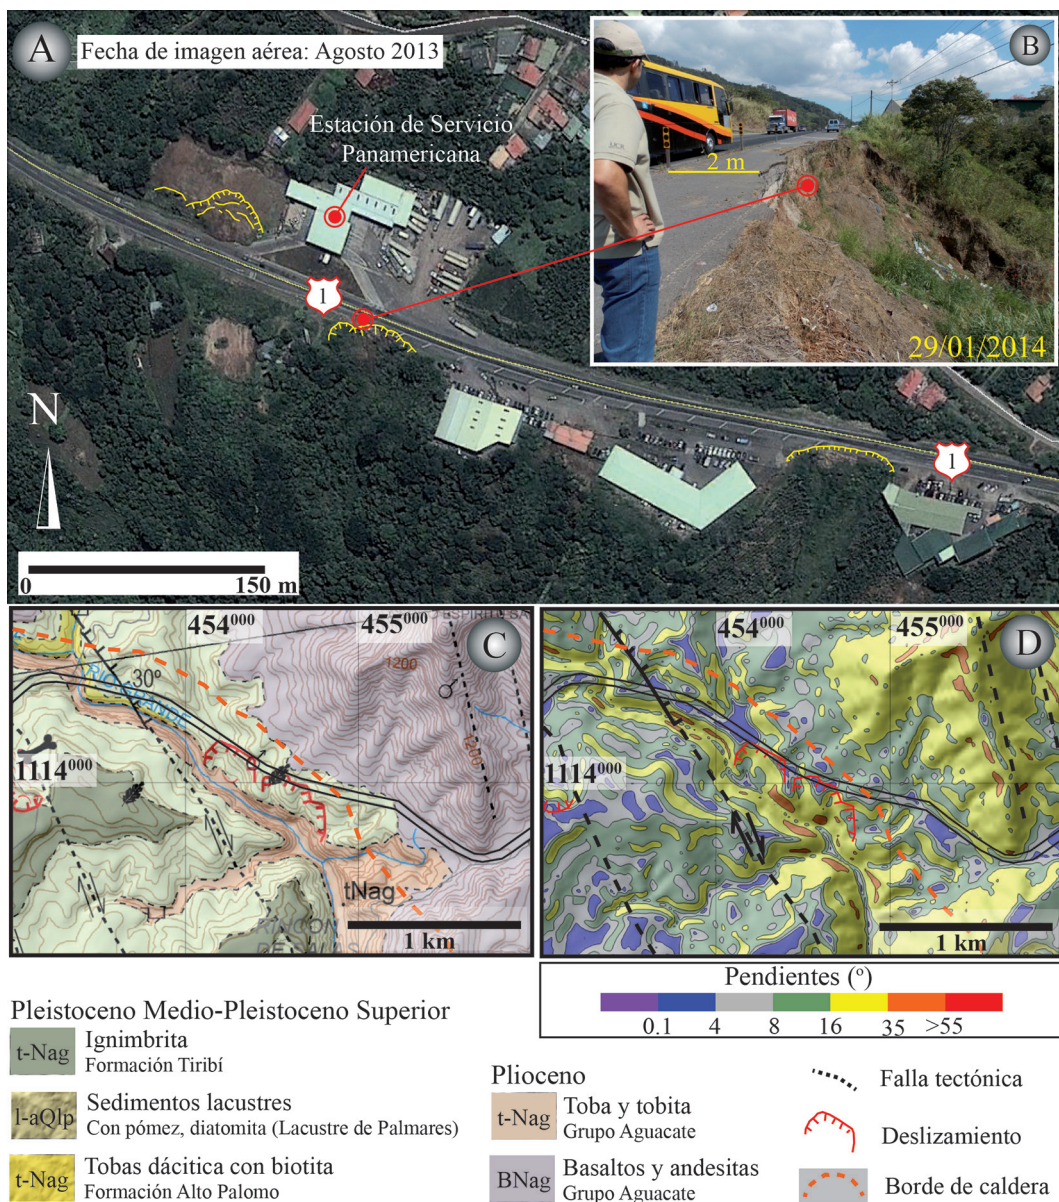 A
Fecha de imagen aérea: Agosto 2013
Estación de Servicio
Panamericana
1
1
N
0
150 m
B
2 m
29/01/2014
C
454000
455000
1114000
30º
RIO GRANDE
1200
1200
tNag
1 km
D
454000
455000
1114000
1 km
Pendientes (º)
0.1
4
8
16
35
>55
Pleistoceno Medio-Pleistoceno Superior
t-Nag
Ignimbrita
Formación Tiribí
l-aQlp
Sedimentos lacustres
Con pómez, diatomita (Lacustre de Palmares)
t-Nag
Tobas dácitica con biotita
Formación Alto Palomo
Plioceno
t-Nag
Toba y tobita
Grupo Aguacate
BNag
Basaltos y andesitas
Grupo Aguacate
Falla tectónica
Deslizamiento
Borde de caldera